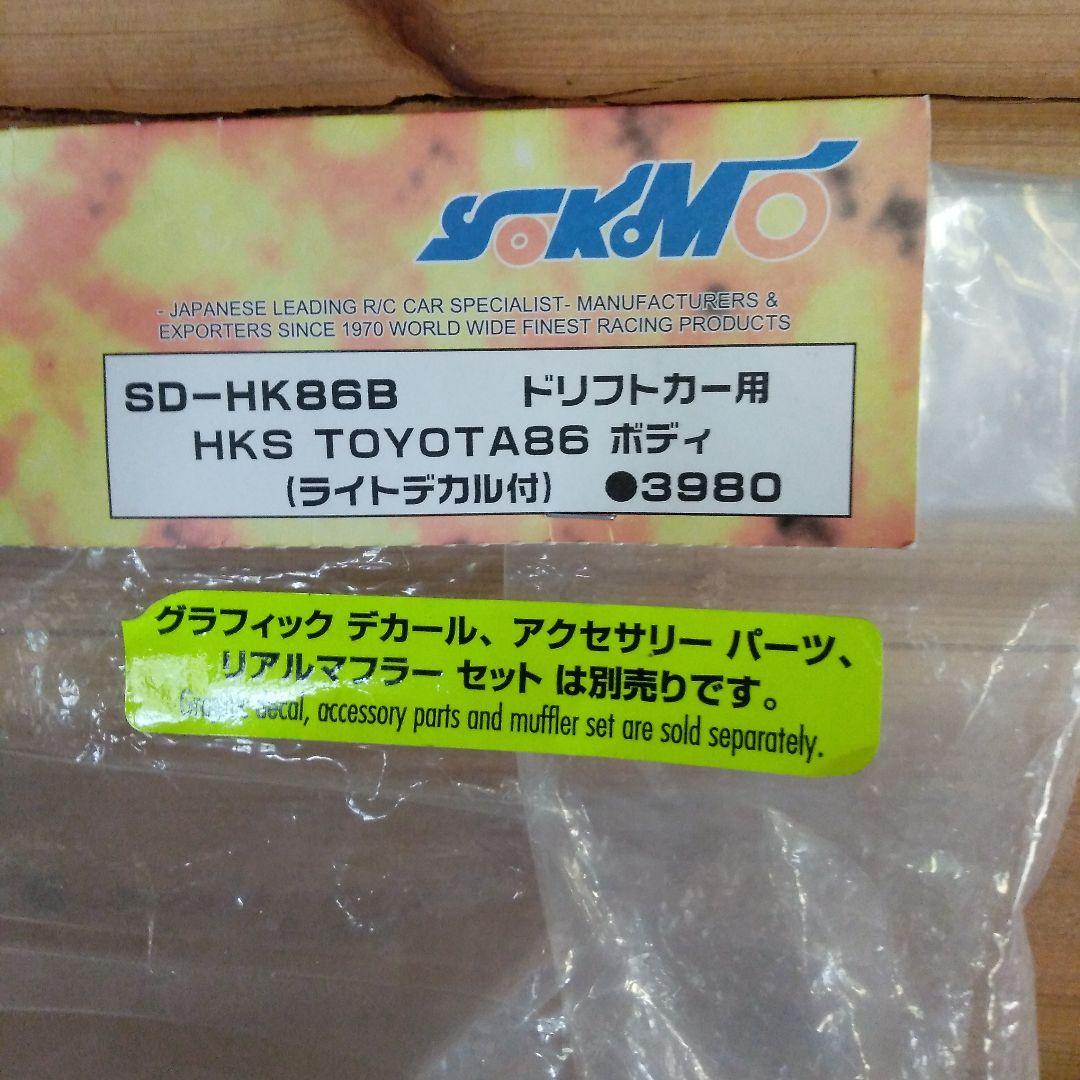 YOKOMO
- JAPANESE LEADING R/C CAR SPECIALIST- MANUFACTURERS &
EXPORTERS SINCE 1970 WORLD WIDE FINEST RACING PRODUCTS
SD-HK86B ドリフトカー用
HKS TOYOTA86 ボディ
(ライトデカル付) ●3980
グラフィック デカール、アクセサリー パーツ、
リアルマフラー セット は別売りです。
Graphic decal, accessory parts and muffler set are sold separately.